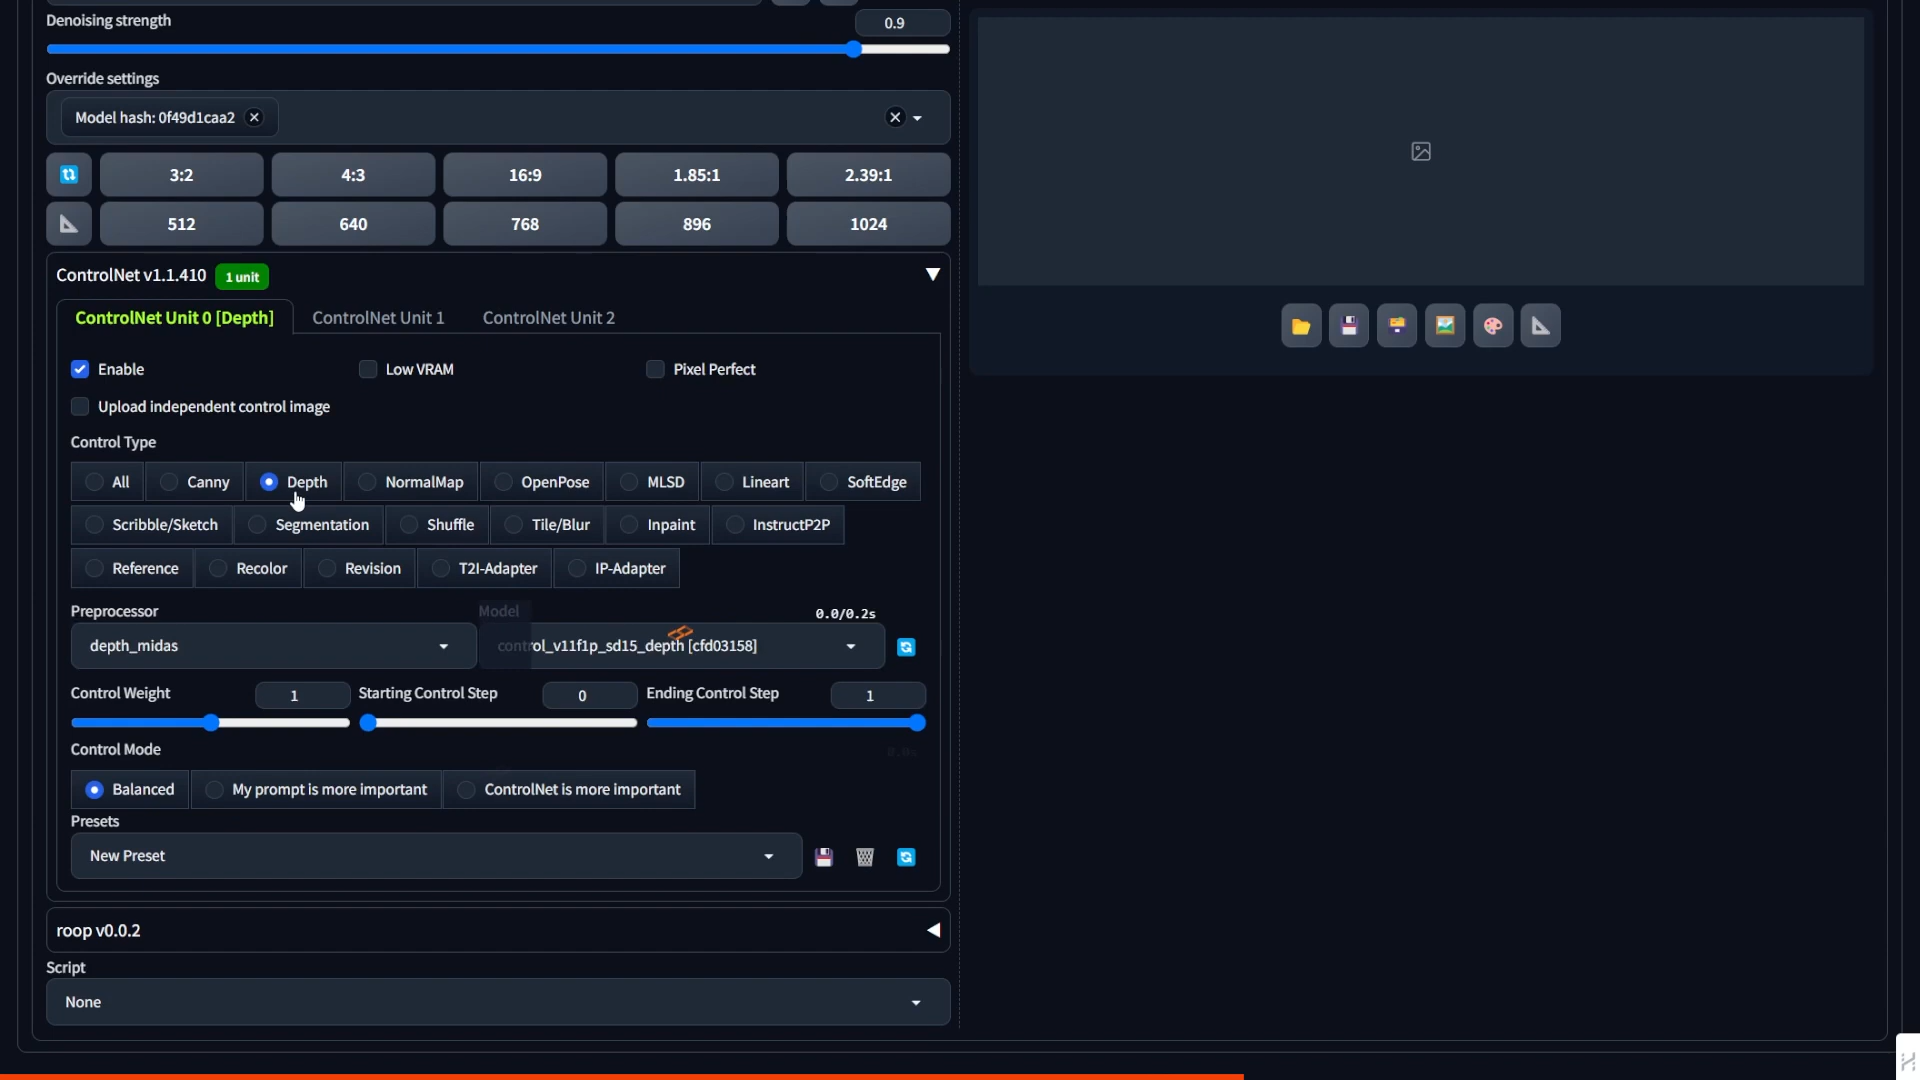 Denoising strength 0.9
Override settings
Model hash: 0f49d1caa2
3:2 4:3 16:9 1.85:1 2.39:1
512 640 768 896 1024
ControlNet v1.1.410 1 unit
ControlNet Unit 0 [Depth] ControlNet Unit 1 ControlNet Unit 2
Enable Low VRAM Pixel Perfect
Upload independent control image
Control Type
All Canny Depth NormalMap OpenPose MLSD Lineart SoftEdge
Scribble/Sketch Segmentation Shuffle Tile/Blur Inpaint InstructP2P
Reference Recolor Revision T2I-Adapter IP-Adapter
Preprocessor Model 0.0/0.2s
depth_midas control_v11f1p_sd15_depth [cfd03158]
Control Weight 1 Starting Control Step 0 Ending Control Step 1
Control Mode 0.0s
Balanced My prompt is more important ControlNet is more important
Presets
New Preset
roop v0.0.2
Script
None